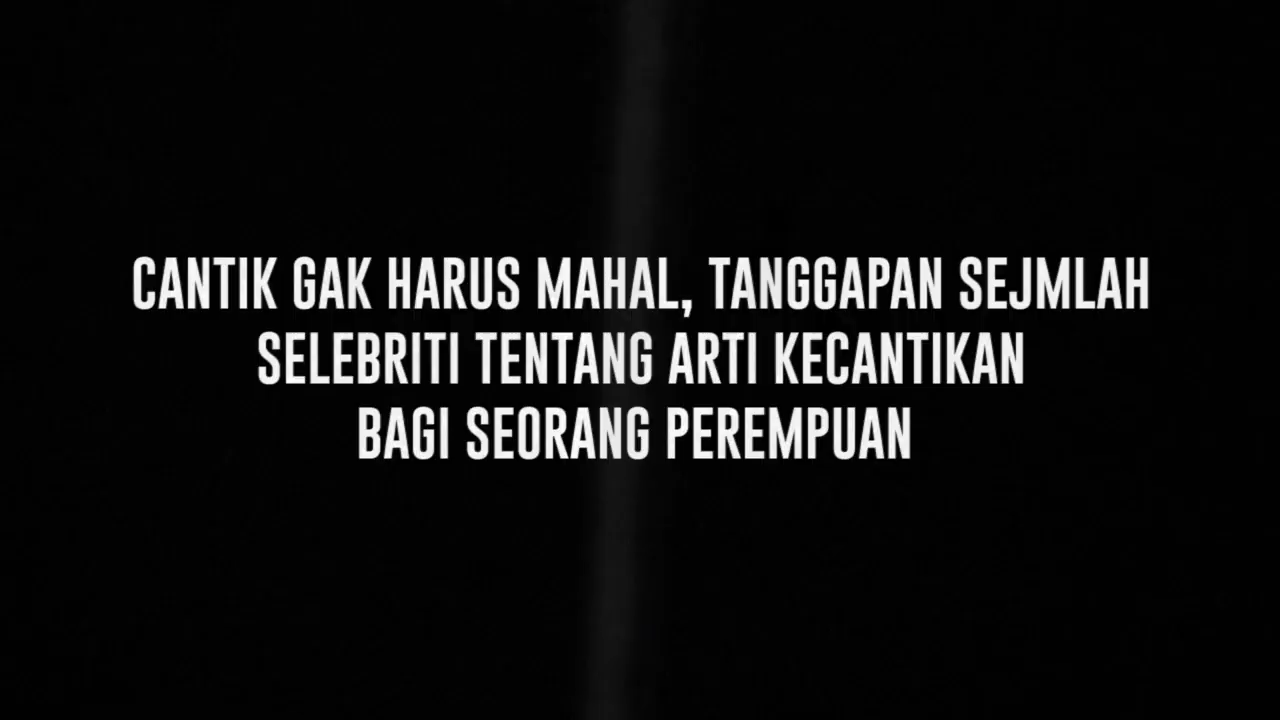 CANTIK GAK HARUS MAHAL, TANGGAPAN SEJMLAH
SELEBRITI TENTANG ARTI KECANTIKAN
BAGI SEORANG PEREMPUAN